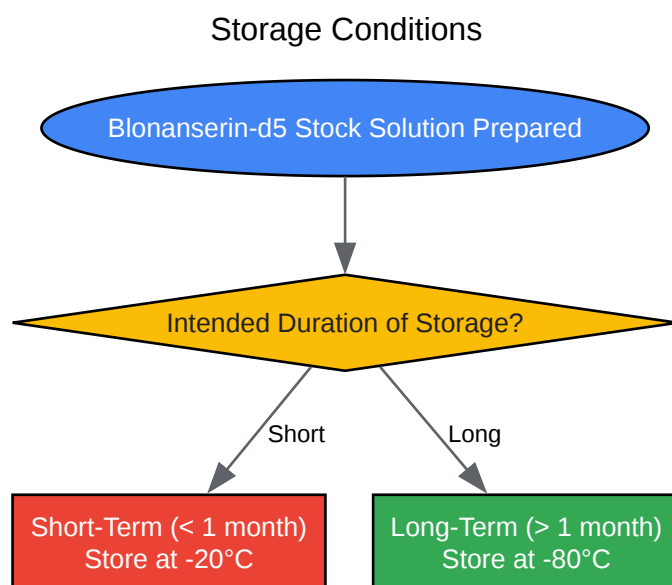 Storage Conditions
Blonanserin-d5 Stock Solution Prepared
Intended Duration of Storage?
Short
Long
Short-Term (< 1 month)
Store at -20°C
Long-Term (> 1 month)
Store at -80°C